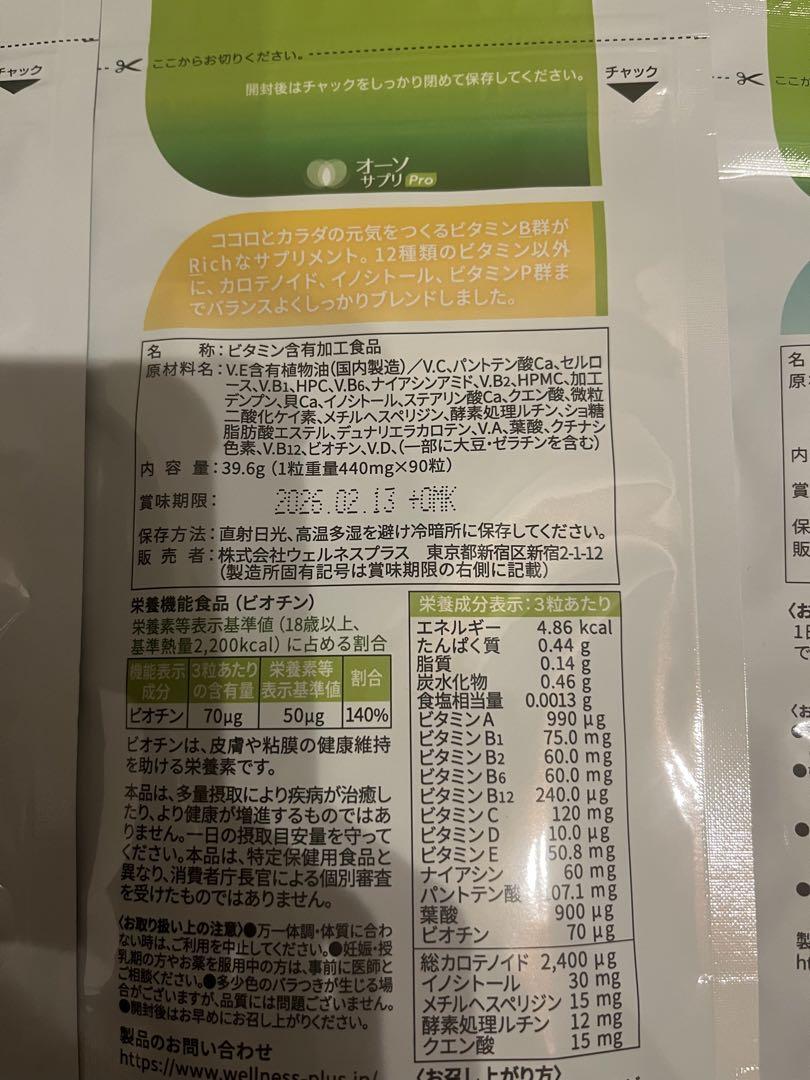 チャック
ここからお切りください。
チャック
開封後はチャックをしっかり閉めて保存してください。
オーソ
サプリ Pro
ココロとカラダの元気をつくるビタミンB群が
Richなサプリメント。12種類のビタミン以外
に、カロテノイド、イノシトール、ビタミンP群ま
でバランスよくしっかりブレンドしました。
名 称：ビタミン含有加工食品
原材料名：V.E含有植物油（国内製造）／V.C、パントテン酸Ca、セルロ
ース、V.B1、HPC、V.B6、ナイアシンアミド、V.B2、HPMC、加工
デンプン、貝Ca、イノシトール、ステアリン酸Ca、クエン酸、微粒
二酸化ケイ素、メチルヘスペリジン、酵素処理ルチン、ショ糖
脂肪酸エステル、デュナリエラカロテン、V.A、葉酸、クチナシ
色素、V.B12、ビオチン、V.D、（一部に大豆・ゼラチンを含む）
内 容 量：39.6g（1粒重量440mg×90粒）
賞味期限： 2026.02.13 +QMK
保存方法：直射日光、高温多湿を避け冷暗所に保存してください。
販 売 者：株式会社ウェルネスプラス 東京都新宿区新宿2-1-12
（製造所固有記号は賞味期限の右側に記載）
栄養機能食品（ビオチン）
栄養素等表示基準値（18歳以上、
基準熱量2,200kcal）に占める割合
機能表示成分 3粒あたりの含有量 栄養素等表示基準値 割合
ビオチン 70μg 50μg 140%
ビオチンは、皮膚や粘膜の健康維持
を助ける栄養素です。
本品は、多量摂取により疾病が治癒し
たり、より健康が増進するものではあ
りません。一日の摂取目安量を守って
ください。本品は、特定保健用食品と
異なり、消費者庁長官による個別審査
を受けたものではありません。
〈お取り扱い上の注意〉●万一体調・体質に合わ
ない時は、ご利用を中止してください。●妊娠・授
乳期の方やお薬を服用中の方は、事前に医師と
ご相談ください。●多少色のバラつきが生じる場
合がございますが、品質には問題ございません。
●開封後はお早めにお召し上がりください。
製品のお問い合わせ
https://www.wellness-plus.jp/
栄養成分表示：3粒あたり
エネルギー 4.86 kcal
たんぱく質 0.44 g
脂質 0.14 g
炭水化物 0.46 g
食塩相当量 0.0013 g
ビタミンA 990 μg
ビタミンB1 75.0 mg
ビタミンB2 60.0 mg
ビタミンB6 60.0 mg
ビタミンB12 240.0 μg
ビタミンC 120 mg
ビタミンD 10.0 μg
ビタミンE 50.8 mg
ナイアシン 60 mg
パントテン酸 107.1 mg
葉酸 900 μg
ビオチン 70 μg
総カロテノイド 2,400 μg
イノシトール 30 mg
メチルヘスペリジン 15 mg
酵素処理ルチン 12 mg
クエン酸 15 mg
〈お召し上がり方〉
ここか
名
原
内
賞
保
販
〈お
1日
で
〈お
製
ht